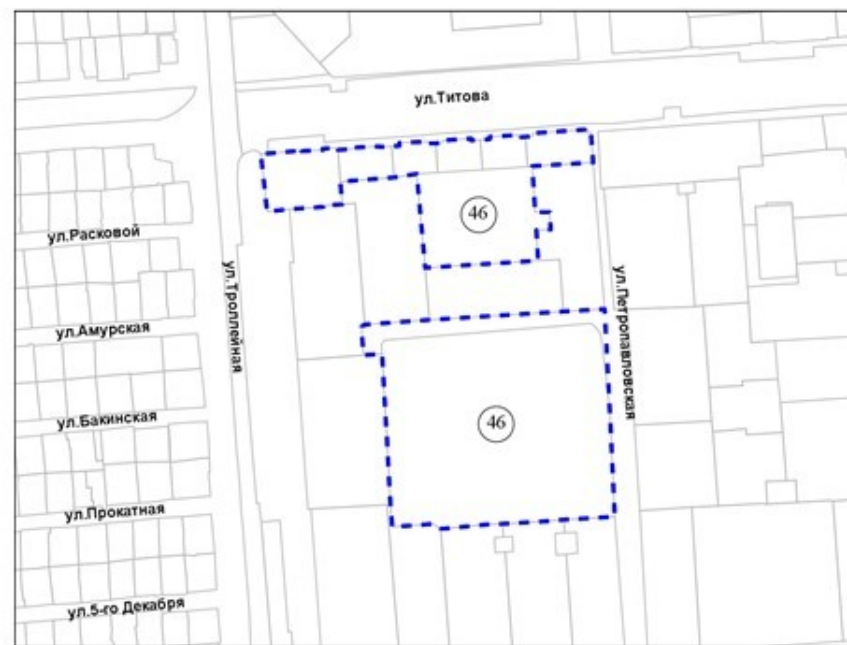 ул.Титова
ул.Расковой
46
ул.Троллейная
ул.Петропавловская
ул.Амурская
ул.Бакинская
46
ул.Прокатная
ул.5-го Декабря